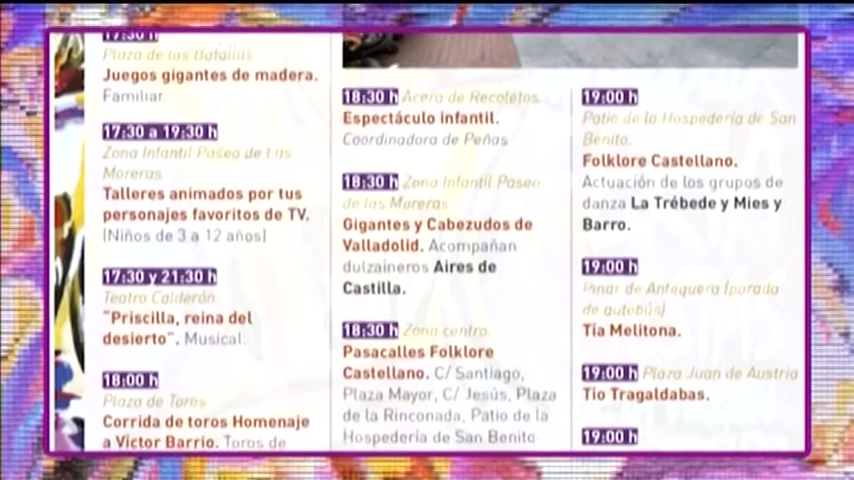 17:30 h
Plaza de las Batallas
Juegos gigantes de madera.
Familiar.
17:30 a 19:30 h
Zona Infantil Paseo de Las
Moreras.
Talleres animados por tus
personajes favoritos de TV.
(Niños de 3 a 12 años)
17:30 y 21:30 h
Teatro Calderón
"Priscilla, reina del
desierto". Musical.
18:00 h
Plaza de Toros
Corrida de toros Homenaje
a Víctor Barrio. Toros de
18:30 h Acera de Recoletos.
Espectáculo infantil.
Coordinadora de Peñas
18:30 h Zona Infantil Paseo
de las Moreras
Gigantes y Cabezudos de
Valladolid. Acompañan
dulzaineros Aires de
Castilla.
18:30 h Zona centro.
Pasacalles Folklore
Castellano. C/ Santiago,
Plaza Mayor, C/ Jesús, Plaza
de la Rinconada, Patio de la
Hospedería de San Benito
19:00 h
Patio de la Hospedería de San
Benito.
Folklore Castellano.
Actuación de los grupos de
danza La Trébede y Mies y
Barro.
19:00 h
Pinar de Antequera (parada
de autobús)
Tía Melitona.
19:00 h Plaza Juan de Austria
Tío Tragaldabas.
19:00 h